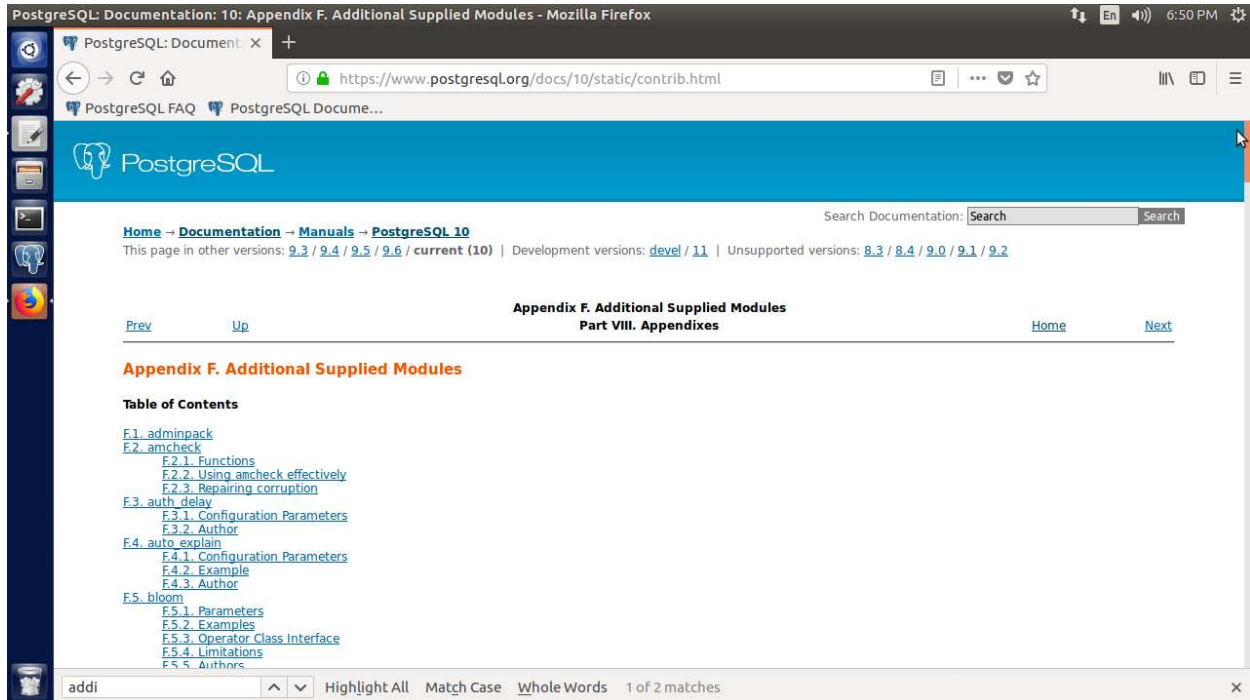 PostgreSQL: Documentation: 10: Appendix F. Additional Supplied Modules - Mozilla Firefox
En 6:50 PM
PostgreSQL: Document
https://www.postgresql.org/docs/10/static/contrib.html
PostgreSQL FAQ PostgreSQL Docume...
PostgreSQL
Search Documentation: Search Search
Home → Documentation → Manuals → PostgreSQL 10
This page in other versions: 9.3 / 9.4 / 9.5 / 9.6 / current (10) | Development versions: devel / 11 | Unsupported versions: 8.3 / 8.4 / 9.0 / 9.1 / 9.2
Appendix F. Additional Supplied Modules
Prev Up Part VIII. Appendixes Home Next
Appendix F. Additional Supplied Modules
Table of Contents
F.1. adminpack
F.2. amcheck
F.2.1. Functions
F.2.2. Using amcheck effectively
F.2.3. Repairing corruption
F.3. auth_delay
F.3.1. Configuration Parameters
F.3.2. Author
F.4. auto_explain
F.4.1. Configuration Parameters
F.4.2. Example
F.4.3. Author
F.5. bloom
F.5.1. Parameters
F.5.2. Examples
F.5.3. Operator Class Interface
F.5.4. Limitations
F.5.5. Authors
addi Highlight All Match Case Whole Words 1 of 2 matches